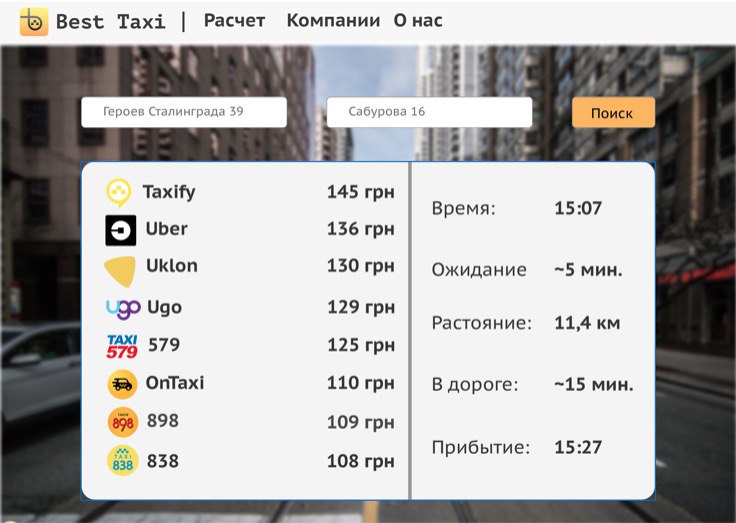 Best Taxi | Расчет Компании О нас
Героев Сталинграда 39
Сабурова 16
Поиск
Taxify 145 грн
Uber 136 грн
Uklon 130 грн
ugo Ugo 129 грн
TAXI 579 579 125 грн
OnTaxi 110 грн
ТАКСИ 898 898 109 грн
TAXI 838 838 108 грн
Время: 15:07
Ожидание ~5 мин.
Растояние: 11,4 км
В дороге: ~15 мин.
Прибытие: 15:27